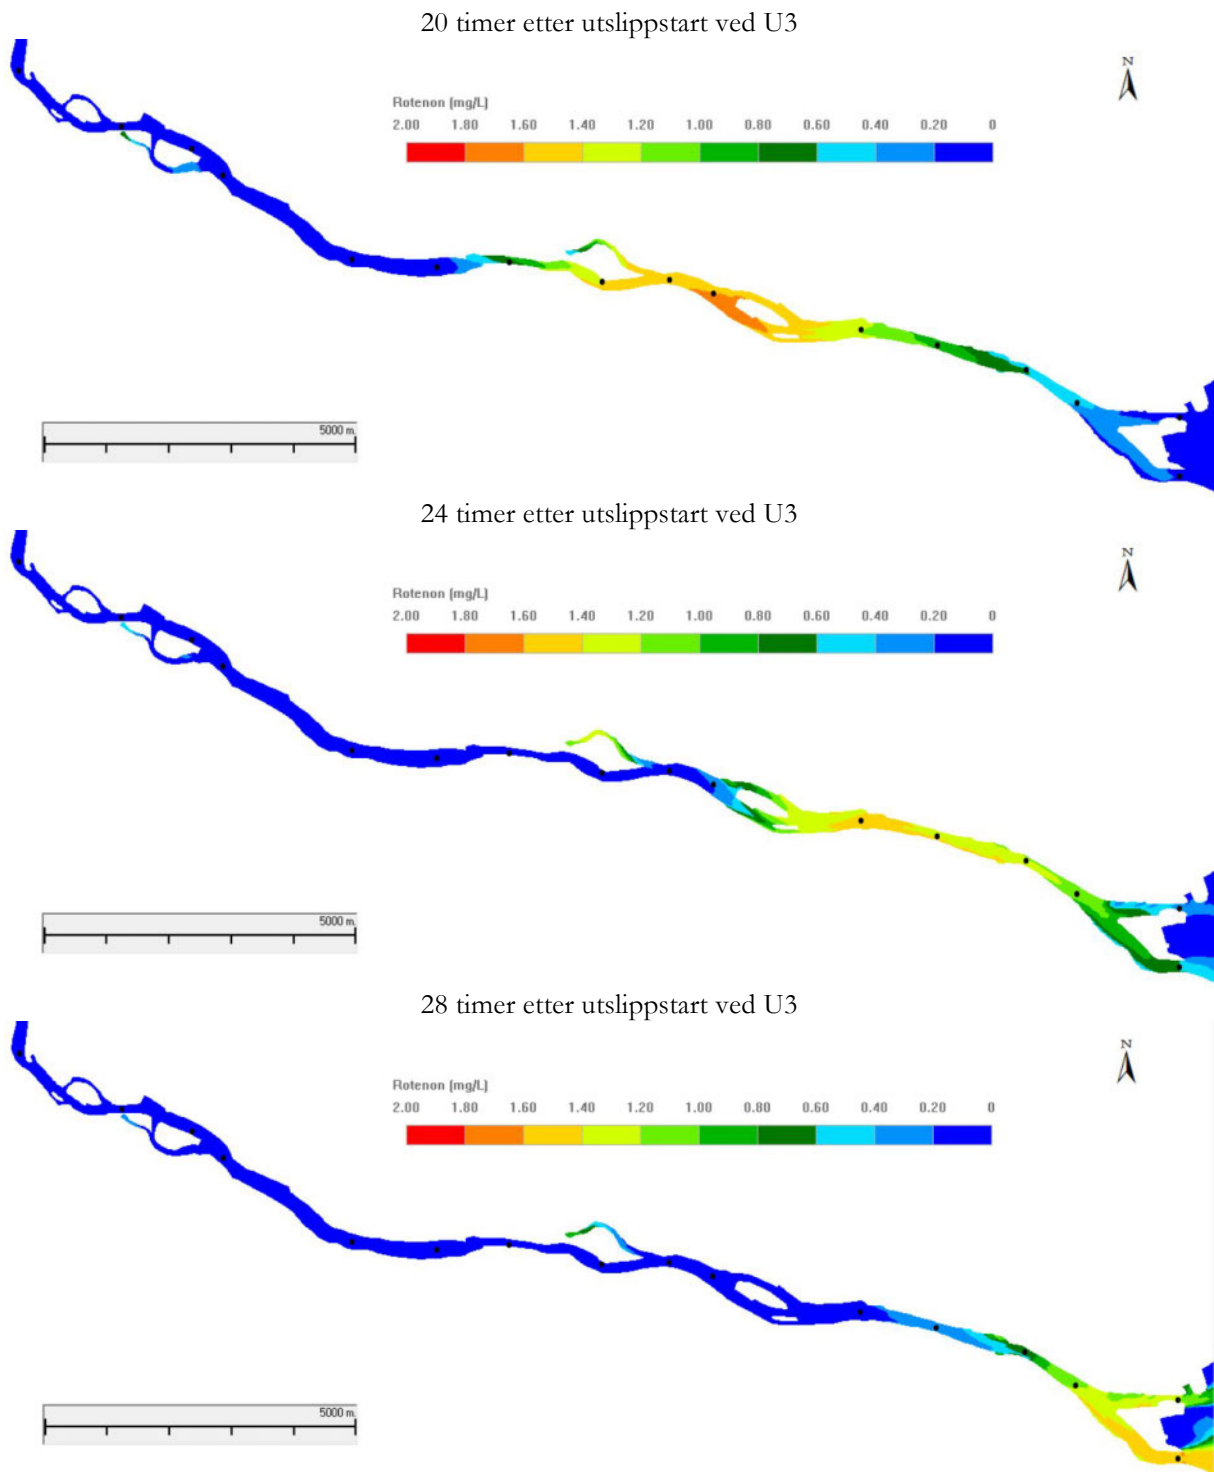 20 timer etter utslippstart ved U3
N
Rotenon (mg/L)
2.00 1.80 1.60 1.40 1.20 1.00 0.80 0.60 0.40 0.20 0
5000 m.
24 timer etter utslippstart ved U3
N
Rotenon (mg/L)
2.00 1.80 1.60 1.40 1.20 1.00 0.80 0.60 0.40 0.20 0
5000 m.
28 timer etter utslippstart ved U3
N
Rotenon (mg/L)
2.00 1.80 1.60 1.40 1.20 1.00 0.80 0.60 0.40 0.20 0
5000 m.